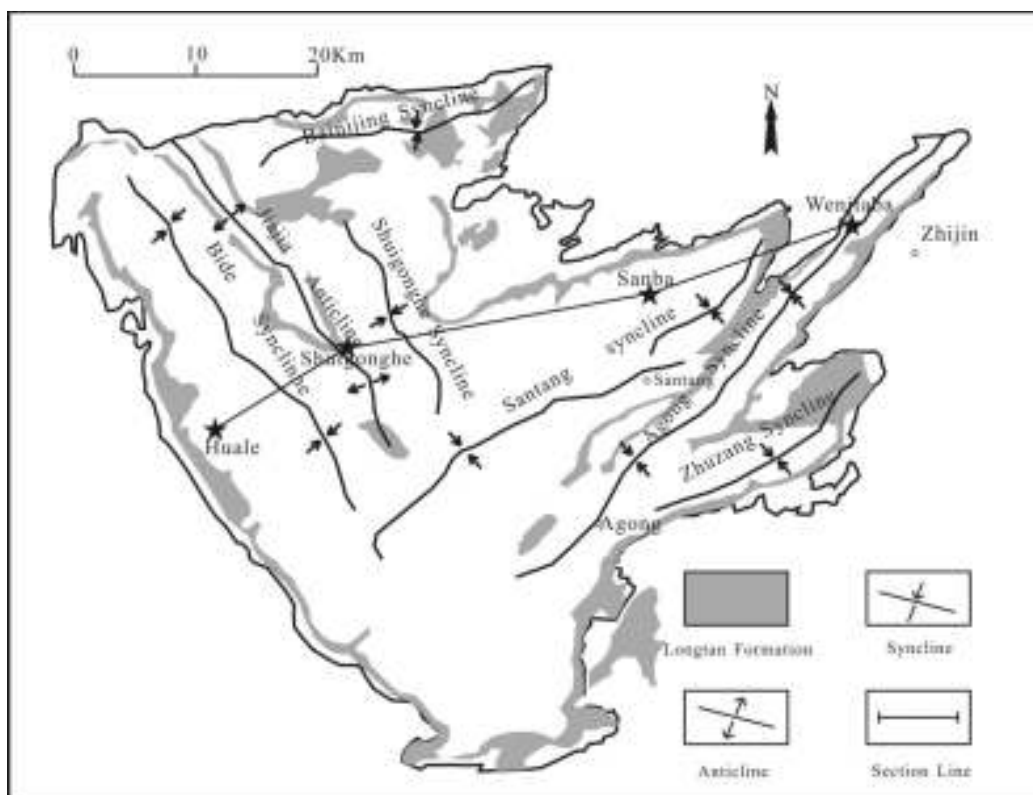 0 10 20Km
N
Bainijing Syncline
Wenjiaba
Zhijin
Bide
Anticline
Shuigonghe Syncline
Sanba
syncline
Shuigonghe
Santang
Santang
Agong Syncline
Huale
Zhuzang Syncline
Agong
Longtan Formation
Syncline
Anticline
Section Line